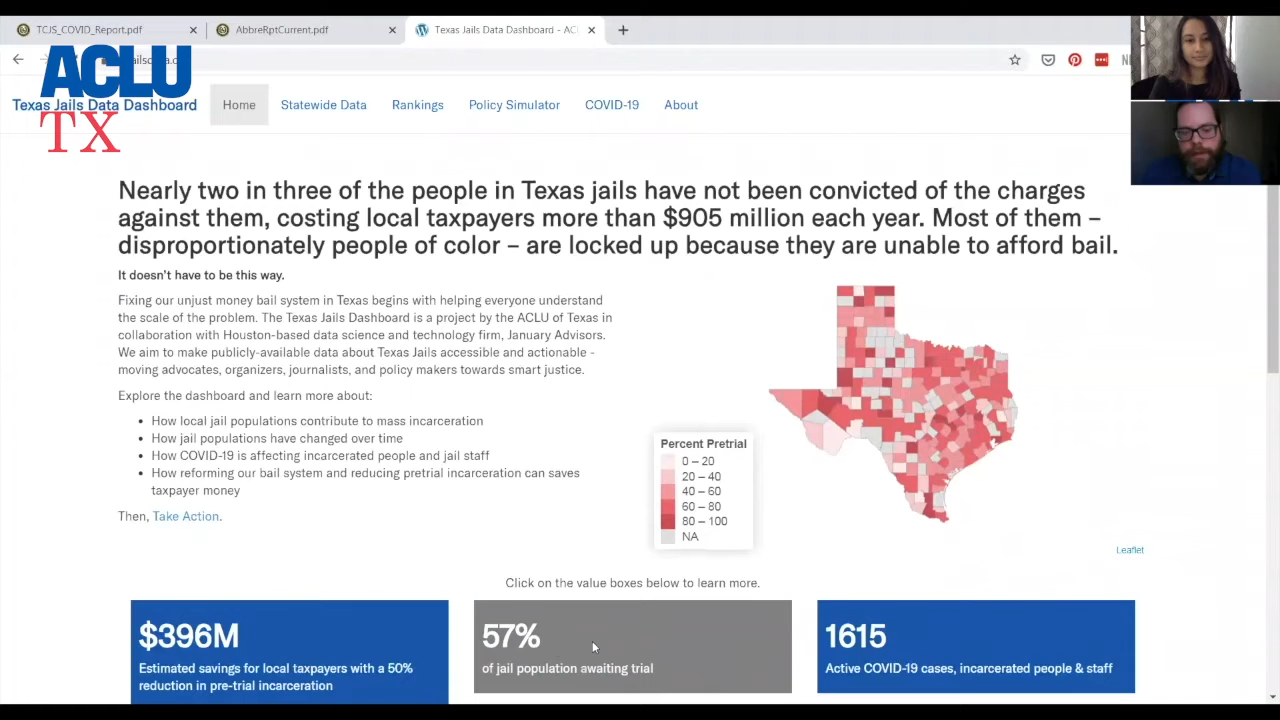 TCJS_COVID_Report.pdf
AbbreRptCurrent.pdf
Texas Jails Data Dashboard - AC
ACLU
TX
Texas Jails Data Dashboard
Home
Statewide Data
Rankings
Policy Simulator
COVID-19
About
Nearly two in three of the people in Texas jails have not been convicted of the charges
against them, costing local taxpayers more than $905 million each year. Most of them –
disproportionately people of color – are locked up because they are unable to afford bail.
It doesn't have to be this way.
Fixing our unjust money bail system in Texas begins with helping everyone understand
the scale of the problem. The Texas Jails Dashboard is a project by the ACLU of Texas in
collaboration with Houston-based data science and technology firm, January Advisors.
We aim to make publicly-available data about Texas Jails accessible and actionable -
moving advocates, organizers, journalists, and policy makers towards smart justice.
Explore the dashboard and learn more about:
• How local jail populations contribute to mass incarceration
• How jail populations have changed over time
• How COVID-19 is affecting incarcerated people and jail staff
• How reforming our bail system and reducing pretrial incarceration can saves
taxpayer money
Then, Take Action.
Percent Pretrial
0 – 20
20 – 40
40 – 60
60 – 80
80 – 100
NA
Leaflet
Click on the value boxes below to learn more.
$396M
Estimated savings for local taxpayers with a 50%
reduction in pre-trial incarceration
57%
of jail population awaiting trial
1615
Active COVID-19 cases, incarcerated people & staff